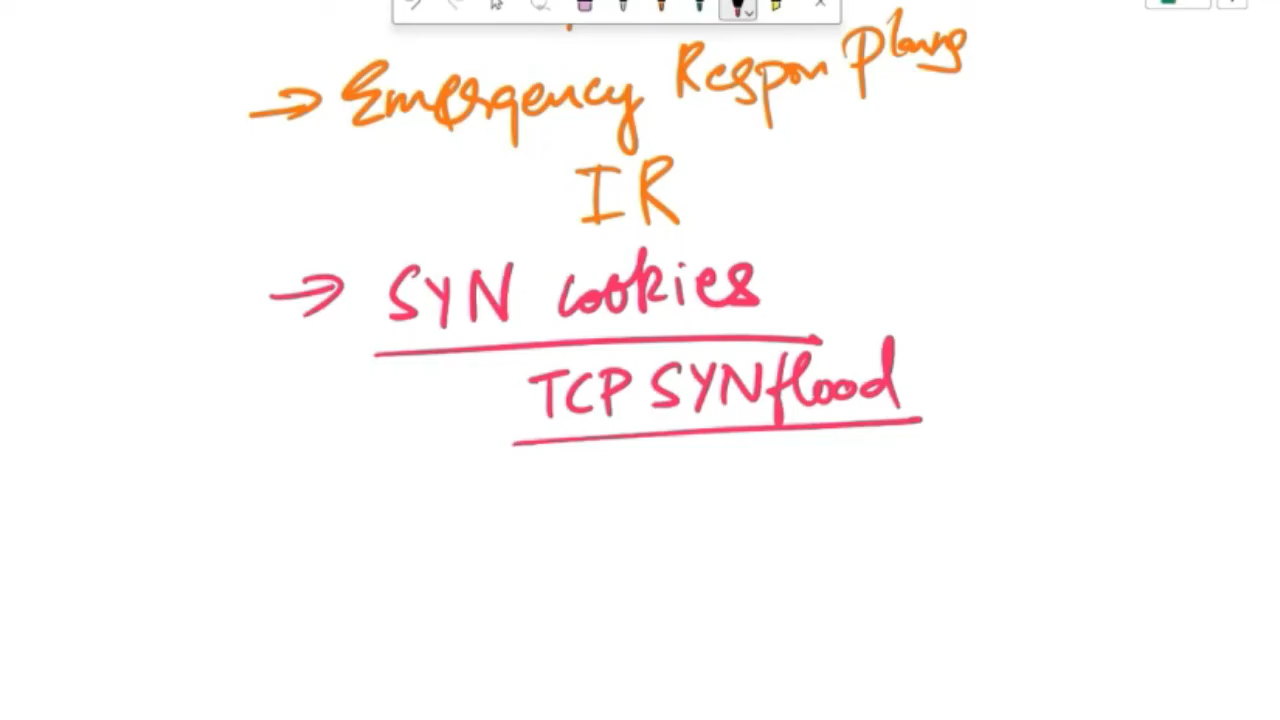 → Emergency Respon Plans
IR
→ SYN cookies
TCP SYN flood